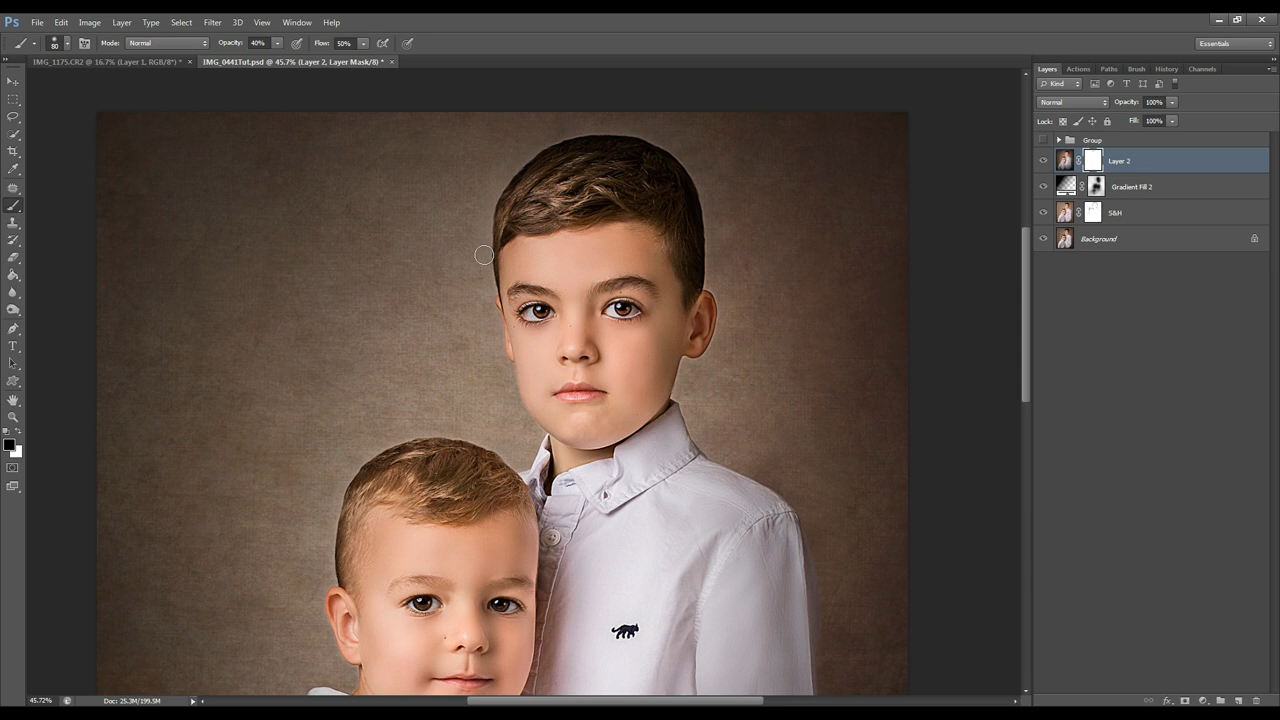 Ps File Edit Image Layer Type Select Filter 3D View Window Help
80 Mode: Normal Opacity: 40% Flow: 50% Essentials
IMG_1175.CR2 @ 16.7% (Layer 1, RGB/8*) * × IMG_0441Tut.psd @ 45.7% (Layer 2, Layer Mask/8) * ×
Layers Actions Paths Brush History Channels
Kind
Normal Opacity: 100%
Lock: Fill: 100%
Group
Layer 2
Gradient Fill 2
S&H
Background
45.72% Doc: 25.3M/199.5M